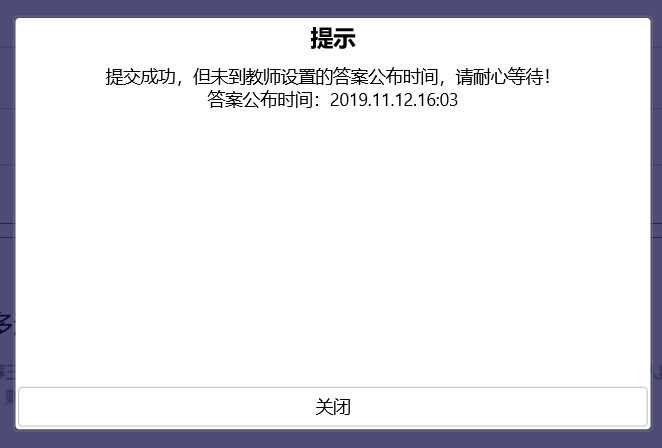 提示
提交成功，但未到教师设置的答案公布时间，请耐心等待！
答案公布时间：2019.11.12.16:03
关闭